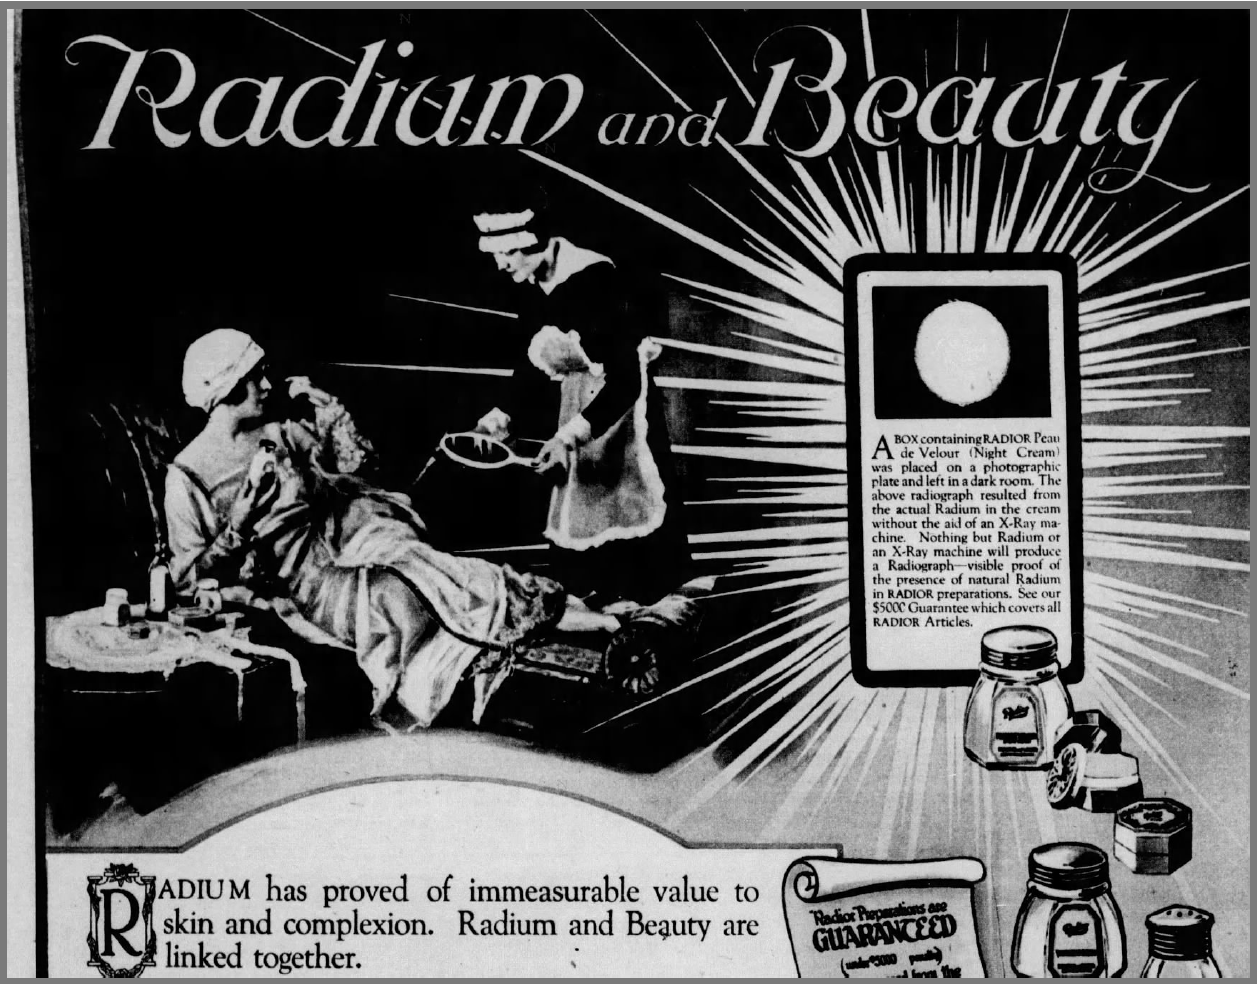 Radium and Beauty
A BOX containing RADIOR Peau
de Velour (Night Cream)
was placed on a photographic
plate and left in a dark room. The
above radiograph resulted from
the actual Radium in the cream
without the aid of an X-Ray ma-
chine. Nothing but Radium or
an X-Ray machine will produce
a Radiograph—visible proof of
the presence of natural Radium
in RADIOR preparations. See our
$5000 Guarantee which covers all
RADIOR Articles.
Radior
RADIUM has proved of immeasurable value to
skin and complexion. Radium and Beauty are
linked together.
Radior Preparations are
GUARANTEED
(under $5000 penalty)
from the
Radior